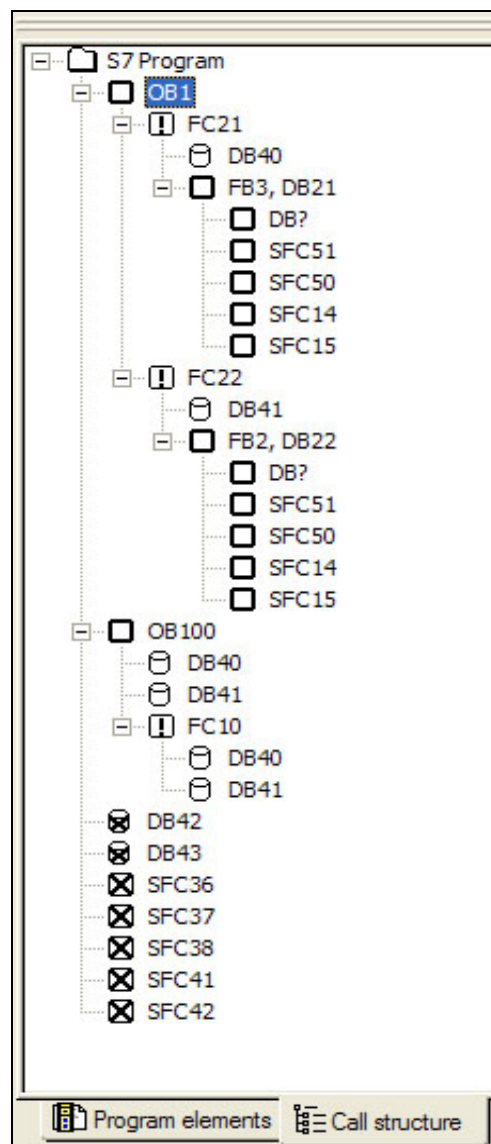 S7 Program
OB1
FC21
DB40
FB3, DB21
DB?
SFC51
SFC50
SFC14
SFC15
FC22
DB41
FB2, DB22
DB?
SFC51
SFC50
SFC14
SFC15
OB100
DB40
DB41
FC10
DB40
DB41
DB42
DB43
SFC36
SFC37
SFC38
SFC41
SFC42
Program elements Call structure